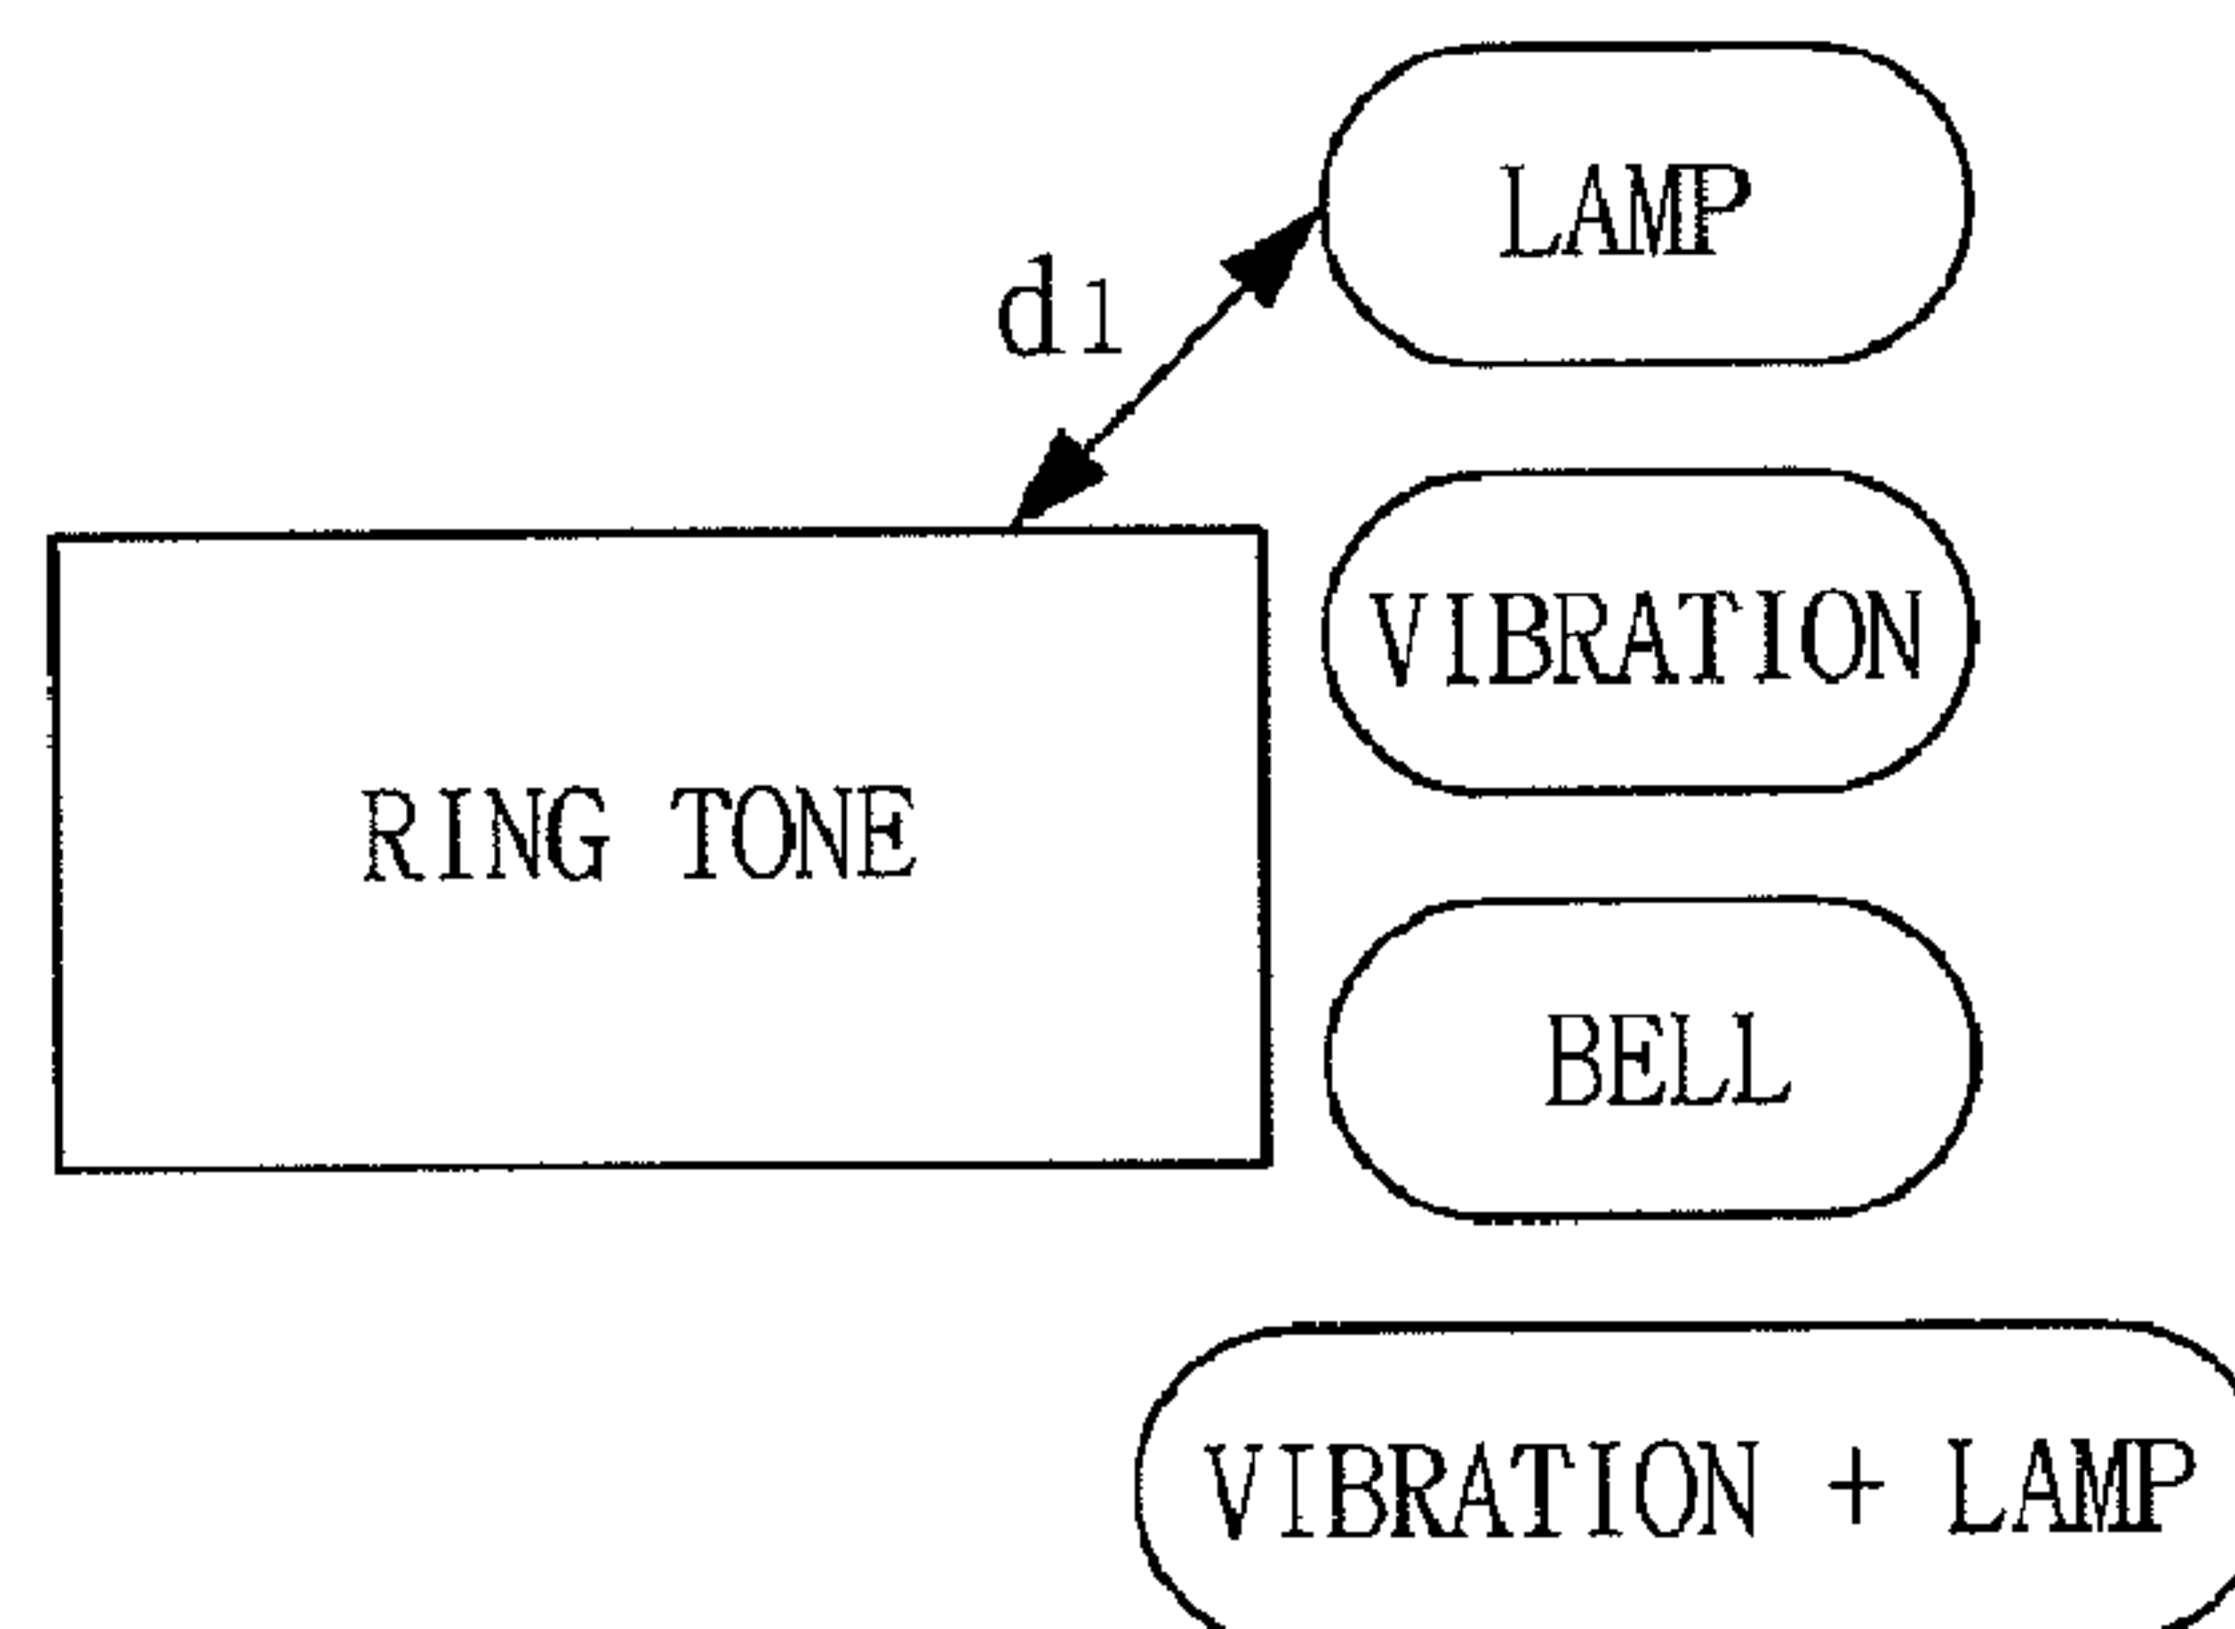 LAMP
d1
VIBRATION
RING TONE
BELL
VIBRATION + LAMP